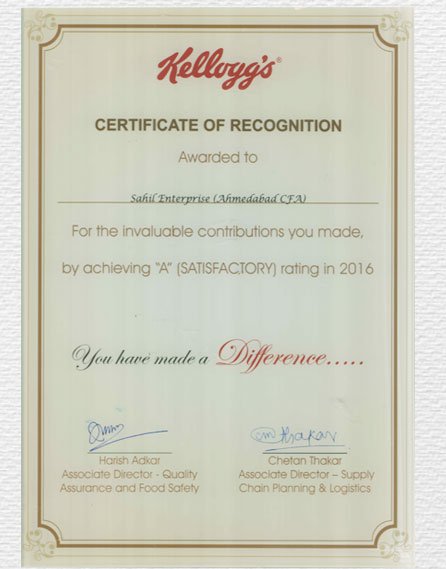 Kellogg's®
CERTIFICATE OF RECOGNITION
Awarded to
Sahil Enterprise (Ahmedabad CFA)
For the invaluable contributions you made,
by achieving "A" (SATISFACTORY) rating in 2016
You have made a Difference.....
Thakar
Harish Adkar
Associate Director - Quality
Assurance and Food Safety
Chetan Thakar
Associate Director – Supply
Chain Planning & Logistics